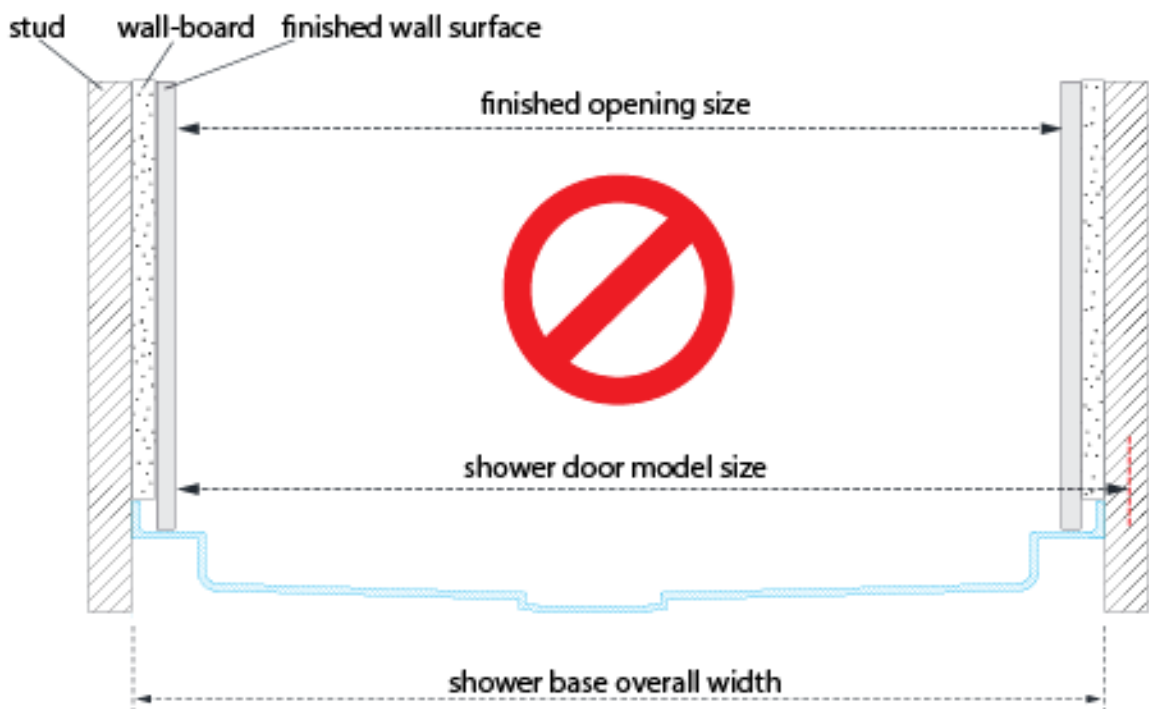 stud
wall-board
finished wall surface
finished opening size
shower door model size
shower base overall width